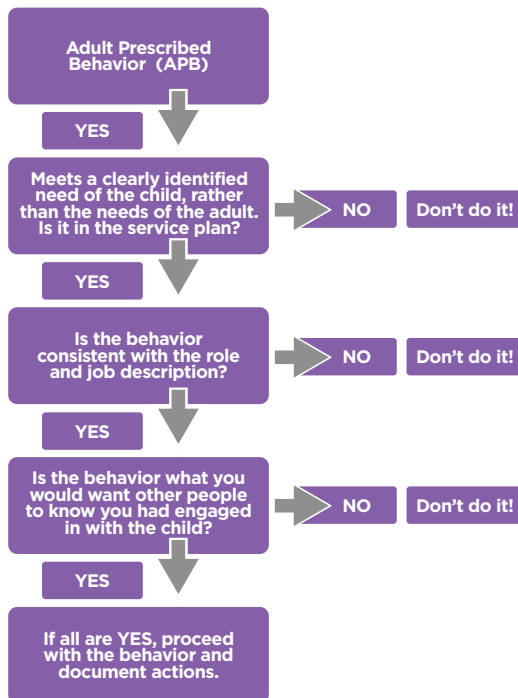 Adult Prescribed
Behavior (APB)
YES
Meets a clearly identified
need of the child, rather
than the needs of the adult.
Is it in the service plan?
NO
Don't do it!
YES
Is the behavior
consistent with the role
and job description?
NO
Don't do it!
YES
Is the behavior what you
would want other people
to know you had engaged
in with the child?
NO
Don't do it!
YES
If all are YES, proceed
with the behavior and
document actions.